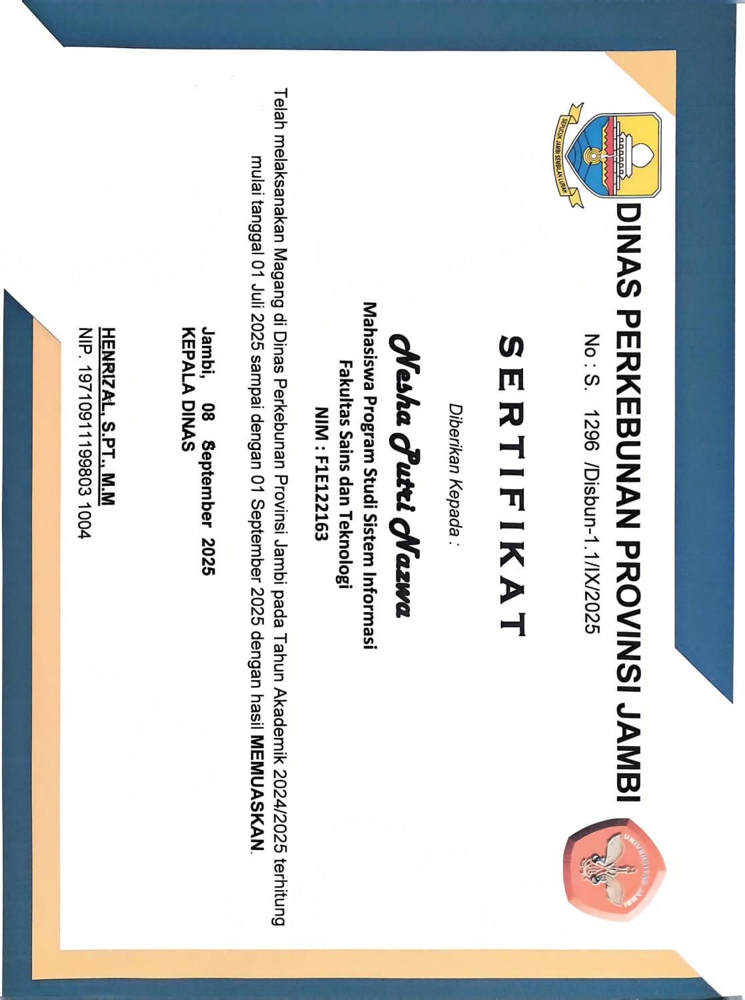 DINAS PERKEBUNAN PROVINSI JAMBI
No : S. 1296 /Disbun-1.1/IX/2025
SEPUCUK JAMBI SEMBILAN LURAH
UNIVERSITAS JAMBI
SERTIFIKAT
Diberikan Kepada :
Nesha Putri Nazwa
Mahasiswa Program Studi Sistem Informasi
Fakultas Sains dan Teknologi
NIM : F1E122163
Telah melaksanakan Magang di Dinas Perkebunan Provinsi Jambi pada Tahun Akademik 2024/2025 terhitung
mulai tanggal 01 Juli 2025 sampai dengan 01 September 2025 dengan hasil MEMUASKAN.
Jambi, 08 September 2025
KEPALA DINAS
HENRIZAL, S.PT., M.M
NIP. 19710911199803 1004